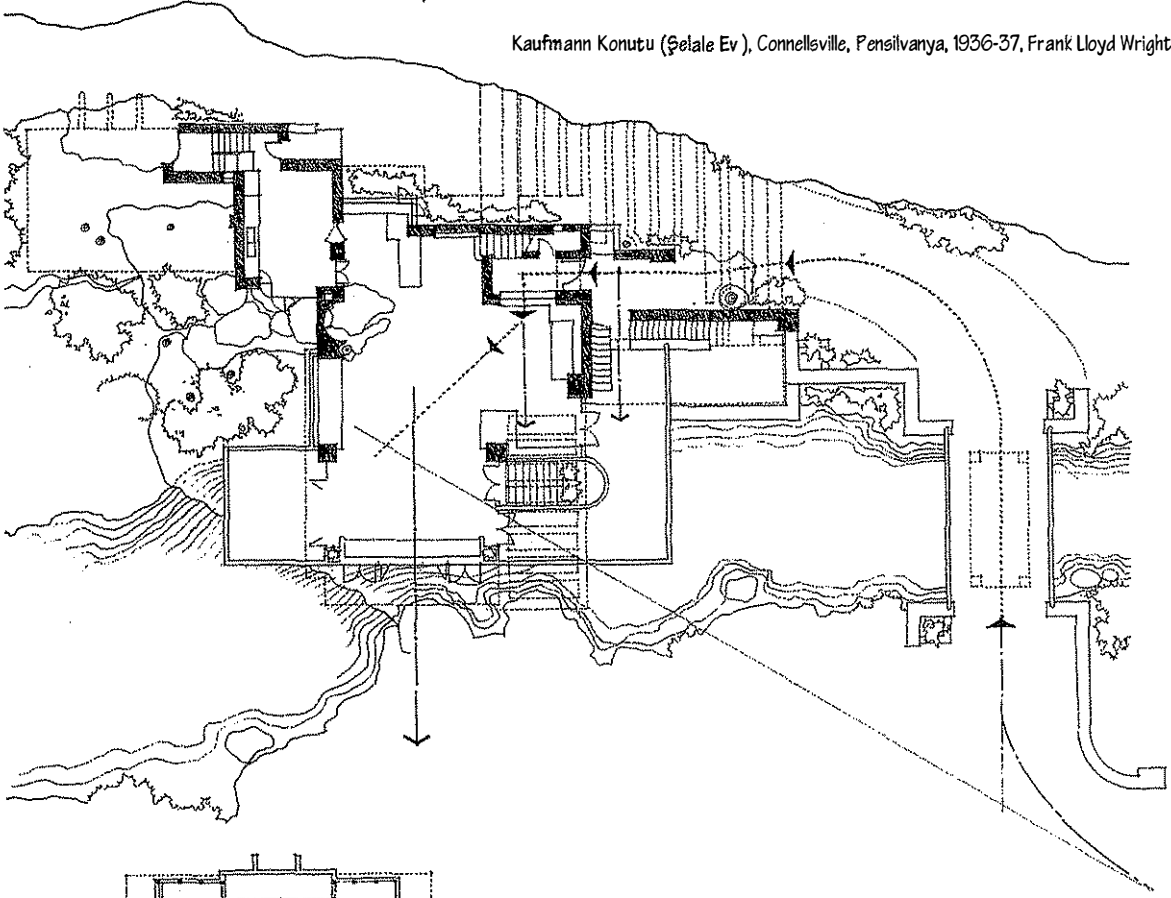 Kaufmann Konutu (Şelale Ev ), Connellsville, Pensilvanya, 1936-37, Frank Lloyd Wright